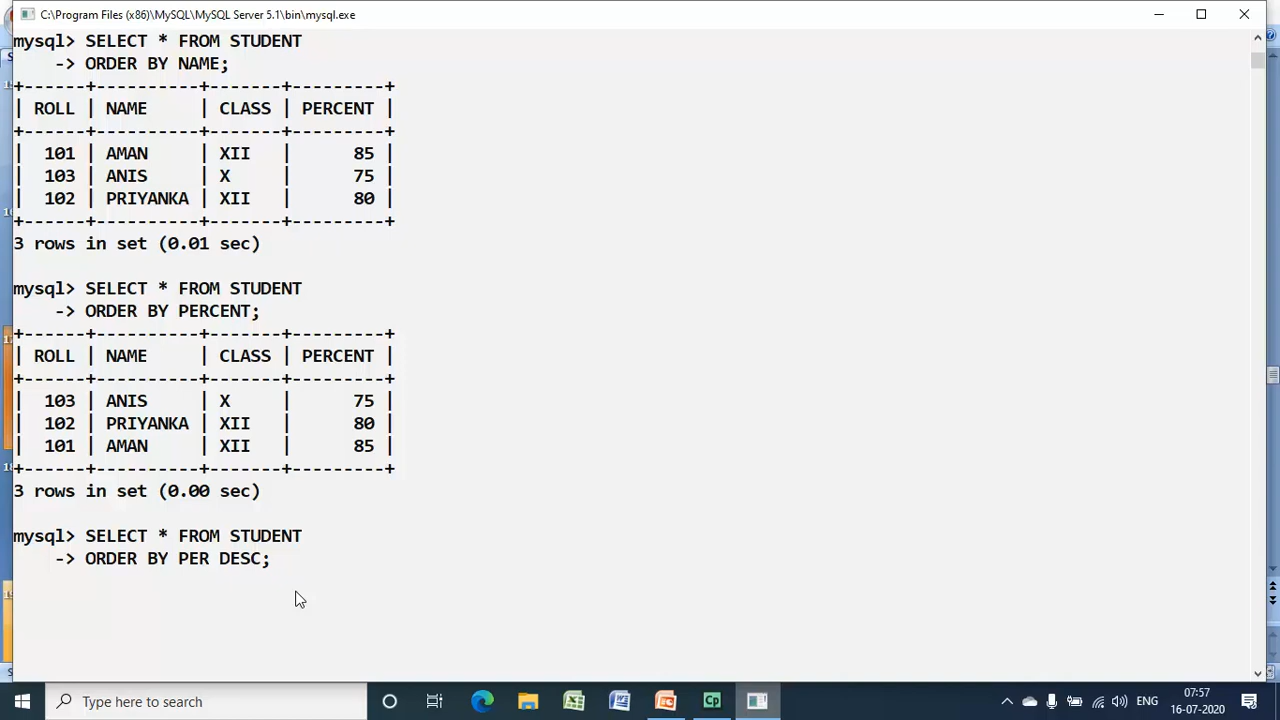 C:\Program Files (x86)\MySQL\MySQL Server 5.1\bin\mysql.exe
mysql> SELECT * FROM STUDENT
    -> ORDER BY NAME;
+------+----------+-------+---------+
| ROLL | NAME     | CLASS | PERCENT |
+------+----------+-------+---------+
|  101 | AMAN     | XII   |      85 |
|  103 | ANIS     | X     |      75 |
|  102 | PRIYANKA | XII   |      80 |
+------+----------+-------+---------+
3 rows in set (0.01 sec)
mysql> SELECT * FROM STUDENT
    -> ORDER BY PERCENT;
+------+----------+-------+---------+
| ROLL | NAME     | CLASS | PERCENT |
+------+----------+-------+---------+
|  103 | ANIS     | X     |      75 |
|  102 | PRIYANKA | XII   |      80 |
|  101 | AMAN     | XII   |      85 |
+------+----------+-------+---------+
3 rows in set (0.00 sec)
mysql> SELECT * FROM STUDENT
    -> ORDER BY PER DESC;
Type here to search
Cp
ENG
07:57
16-07-2020